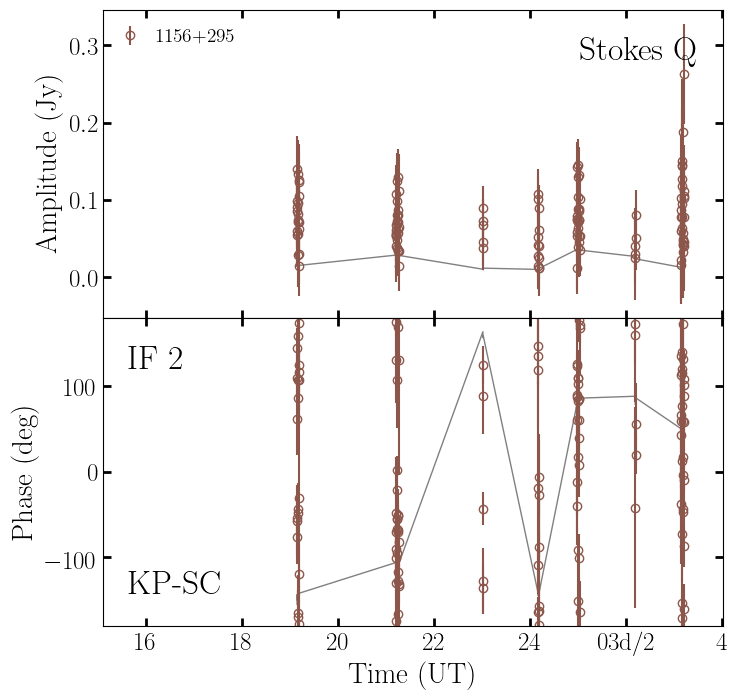 1156+295
Stokes Q
Amplitude (Jy)
0.3
0.2
0.1
0.0
IF 2
Phase (deg)
100
0
−100
KP-SC
16 18 20 22 24 03d/2 4
Time (UT)